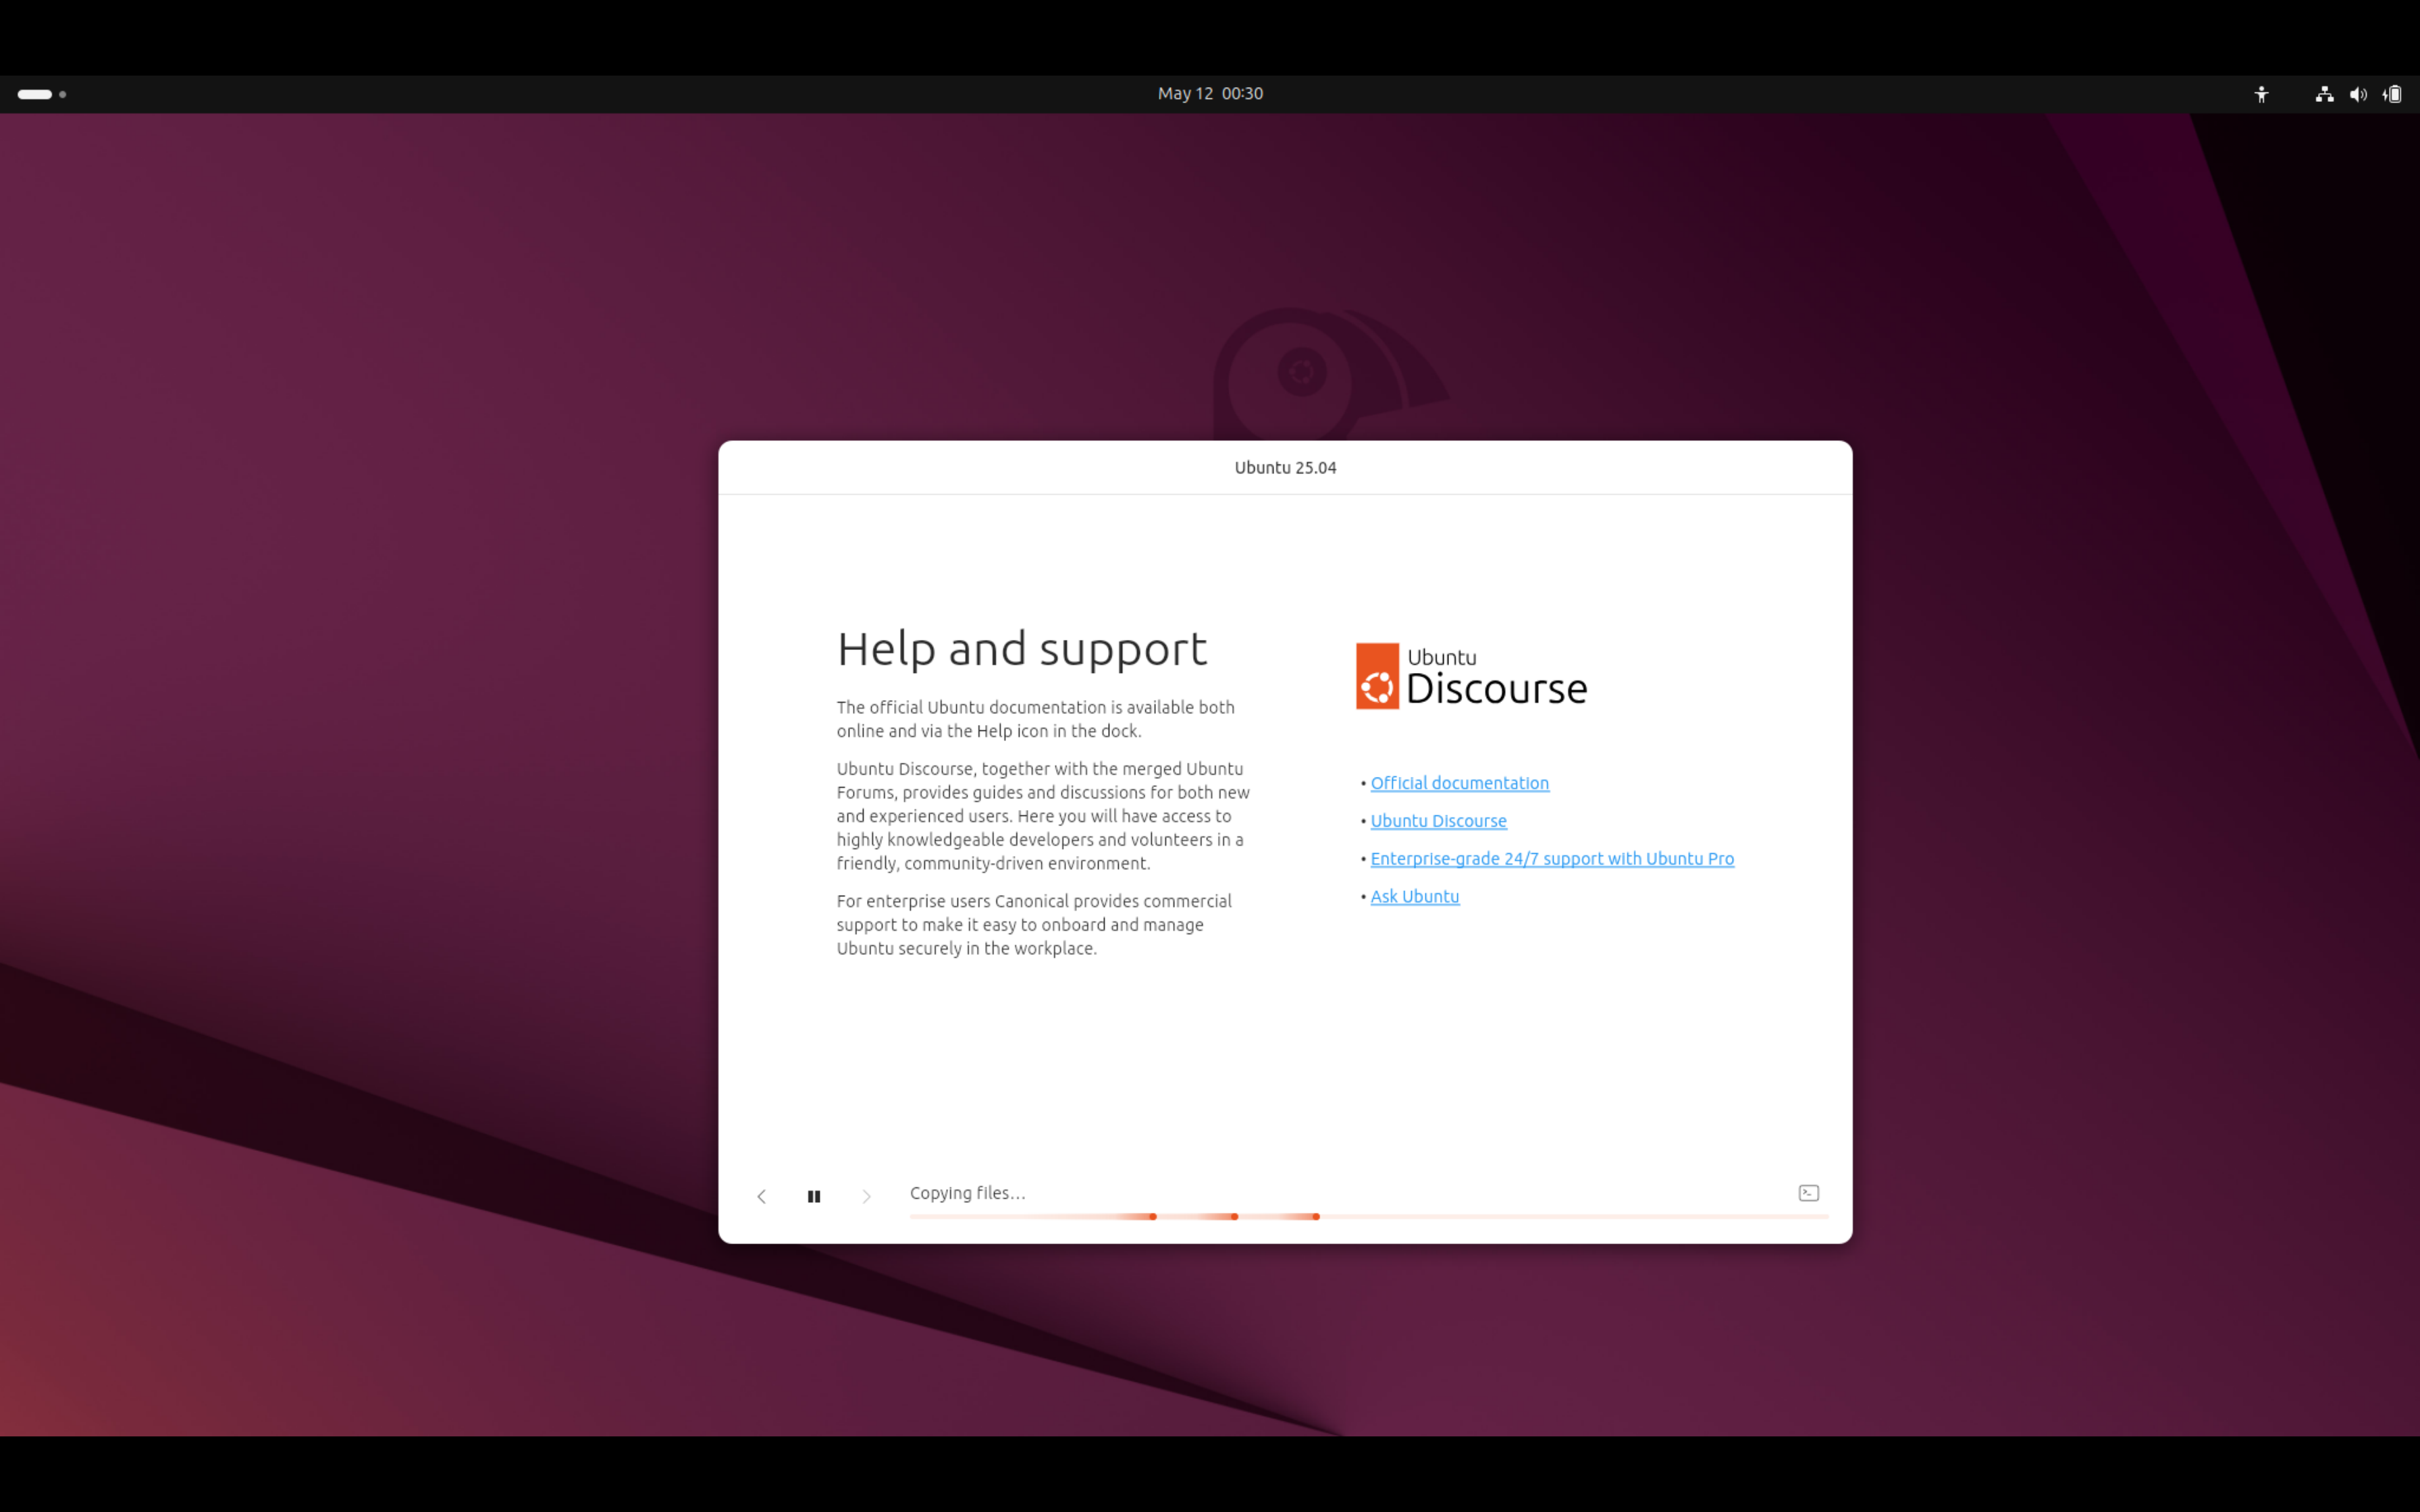 May 12 00:30
Ubuntu 25.04
Help and support
The official Ubuntu documentation is available both
online and via the Help icon in the dock.
Ubuntu Discourse, together with the merged Ubuntu
Forums, provides guides and discussions for both new
and experienced users. Here you will have access to
highly knowledgeable developers and volunteers in a
friendly, community-driven environment.
For enterprise users Canonical provides commercial
support to make it easy to onboard and manage
Ubuntu securely in the workplace.
Ubuntu
Discourse
• Official documentation
• Ubuntu Discourse
• Enterprise-grade 24/7 support with Ubuntu Pro
• Ask Ubuntu
Copying files…